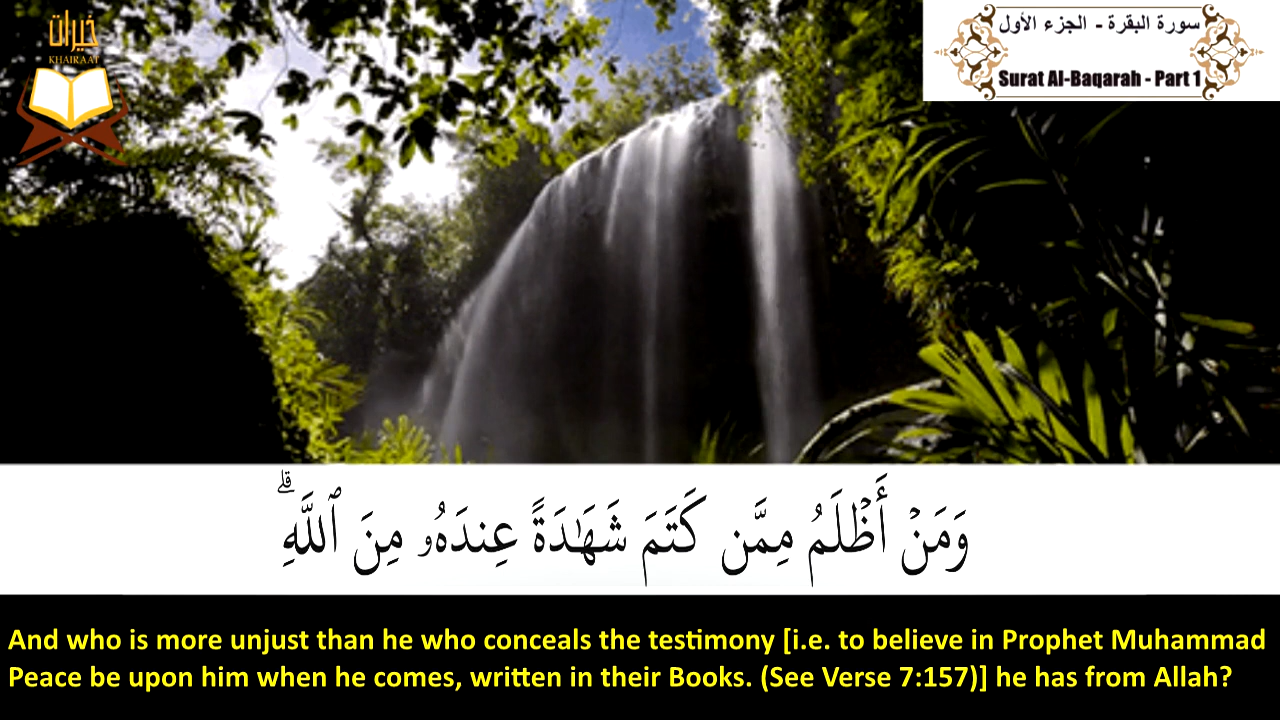 خيرات
KHAIRAAT
سورة البقرة - الجزء الأول
Surat Al-Baqarah - Part 1
وَمَنْ أَظْلَمُ مِمَّن كَتَمَ شَهَـٰدَةً عِندَهُۥ مِنَ ٱللَّهِ ۗ
And who is more unjust than he who conceals the testimony [i.e. to believe in Prophet Muhammad
Peace be upon him when he comes, written in their Books. (See Verse 7:157)] he has from Allah?